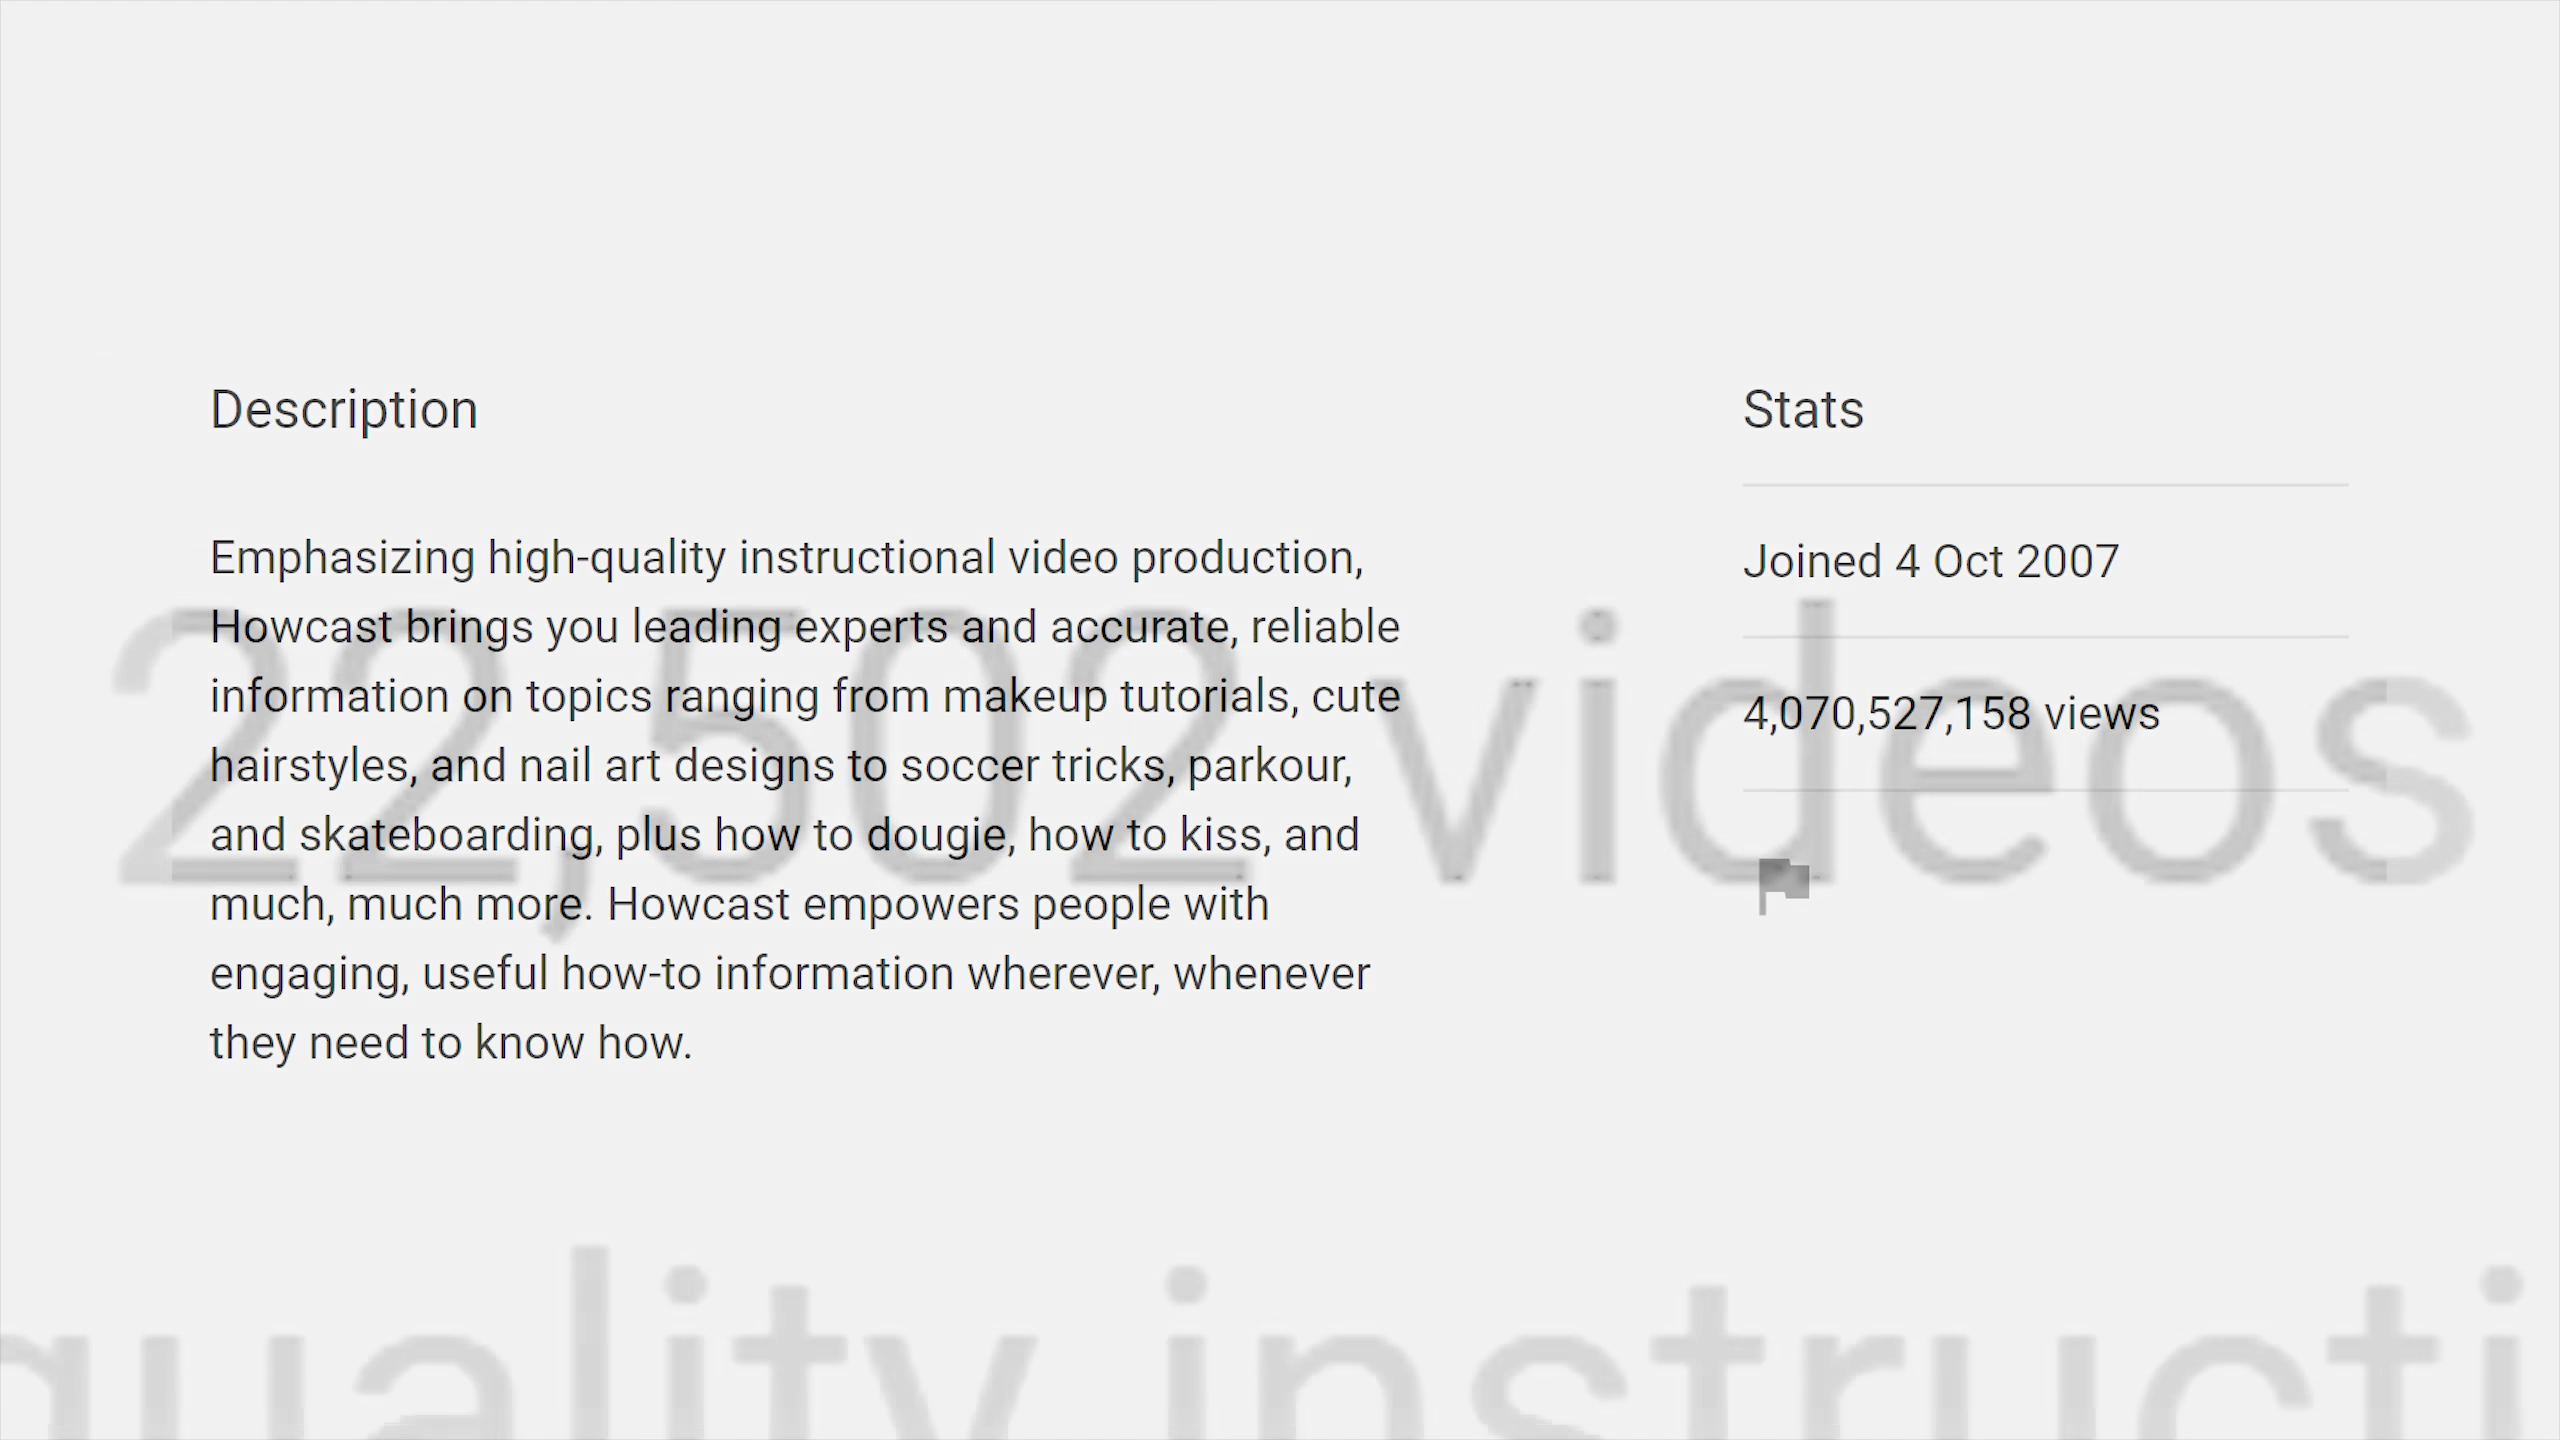 Description
Emphasizing high-quality instructional video production,
Howcast brings you leading experts and accurate, reliable
information on topics ranging from makeup tutorials, cute
hairstyles, and nail art designs to soccer tricks, parkour,
and skateboarding, plus how to dougie, how to kiss, and
much, much more. Howcast empowers people with
engaging, useful how-to information wherever, whenever
they need to know how.
Stats
Joined 4 Oct 2007
4,070,527,158 views
22,502 videos
quality instructi